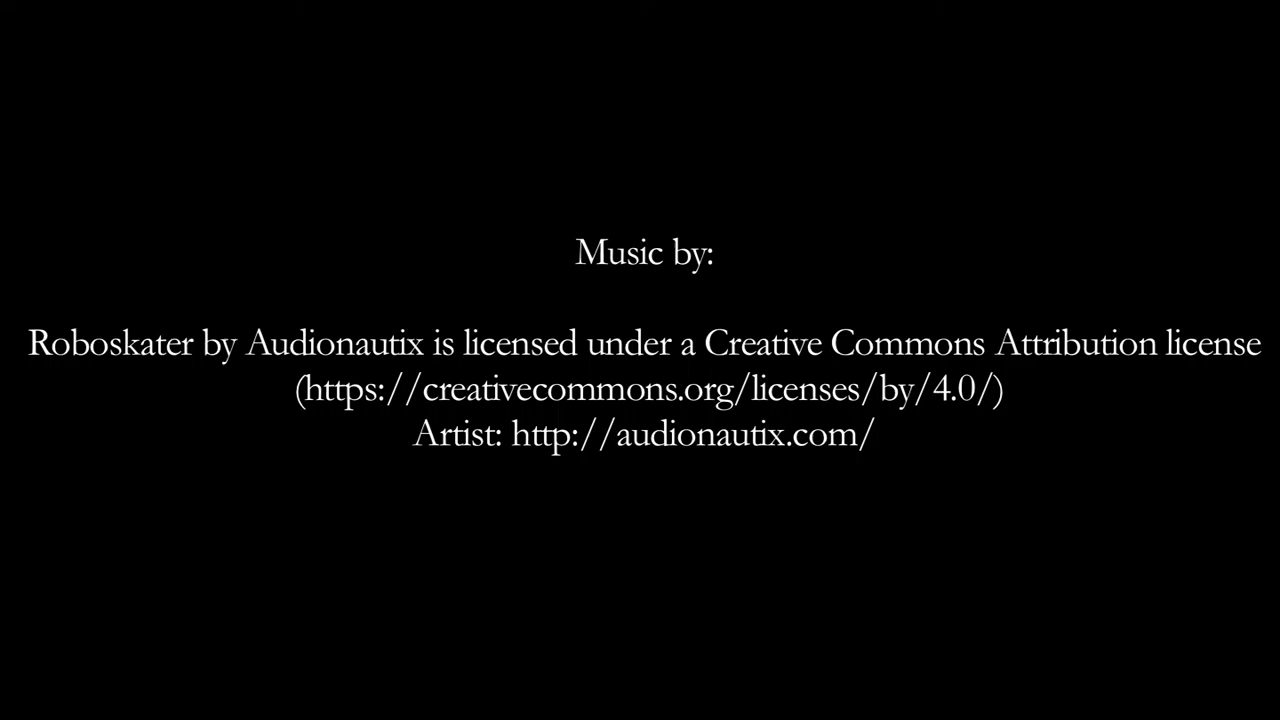 Music by:
Roboskater by Audionautix is licensed under a Creative Commons Attribution license
(https://creativecommons.org/licenses/by/4.0/)
Artist: http://audionautix.com/